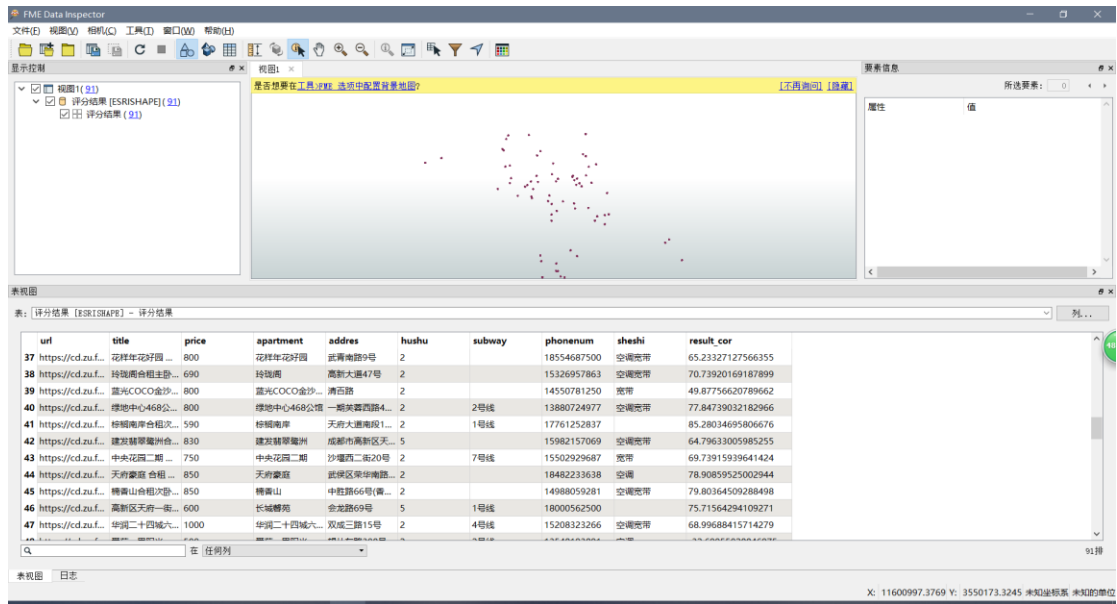 FME Data Inspector
文件(F) 视图(V) 相机(C) 工具(T) 窗口(W) 帮助(H)
显示控制
视图1
要素信息
视图1 (91)
评分结果 [ESRISHAPE] (91)
评分结果 (91)
是否想要在工具>FME 选项中配置背景地图? [不再询问] [隐藏]
所选要素: 0
属性 值
表视图
表: 评分结果 [ESRISHAPE] - 评分结果 列...
url title price apartment addres hushu subway phonenum sheshi result_cor
37 https://cd.zu.f... 花样年花好园 ... 800 花样年花好园 武青南路9号 2 18554687500 空调宽带 65.23327127566355
38 https://cd.zu.f... 玲珑阁合租主卧... 690 玲珑阁 高新大道47号 2 15326957863 空调宽带 70.73920169187899
39 https://cd.zu.f... 蓝光COCO金沙... 800 蓝光COCO金沙... 清百路 2 14550781250 宽带 49.87756620789662
40 https://cd.zu.f... 绿地中心468公... 800 绿地中心468公馆 一期芙蓉西路4... 2 2号线 13880724977 空调宽带 77.84739032182966
41 https://cd.zu.f... 棕榈南岸合租次... 590 棕榈南岸 天府大道南段1... 2 1号线 17761252837 85.28034695806676
42 https://cd.zu.f... 建发翡翠鹭洲合... 830 建发翡翠鹭洲 成都市高新区天... 5 15982157069 空调宽带 64.79633005985255
43 https://cd.zu.f... 中央花园二期 ... 750 中央花园二期 沙堰西二街20号 2 7号线 15502929687 宽带 69.73915939641424
44 https://cd.zu.f... 天府豪庭 合租 ... 850 天府豪庭 武侯区荣华南路... 2 18482233638 空调 78.90859525002944
45 https://cd.zu.f... 楠香山合租次卧... 850 楠香山 中胜路66号(香... 2 14988059281 空调宽带 79.80364509288498
46 https://cd.zu.f... 高新区天府一街... 600 长城馨苑 会龙路69号 5 1号线 18000562500 75.71564294109271
47 https://cd.zu.f... 华润二十四城六... 1000 华润二十四城六... 双成三路15号 2 4号线 15208323266 空调宽带 68.99688415714279
在 任何列 91排
表视图 日志
X: 11600997.3769 Y: 3550173.3245 未知坐标系 未知的单位